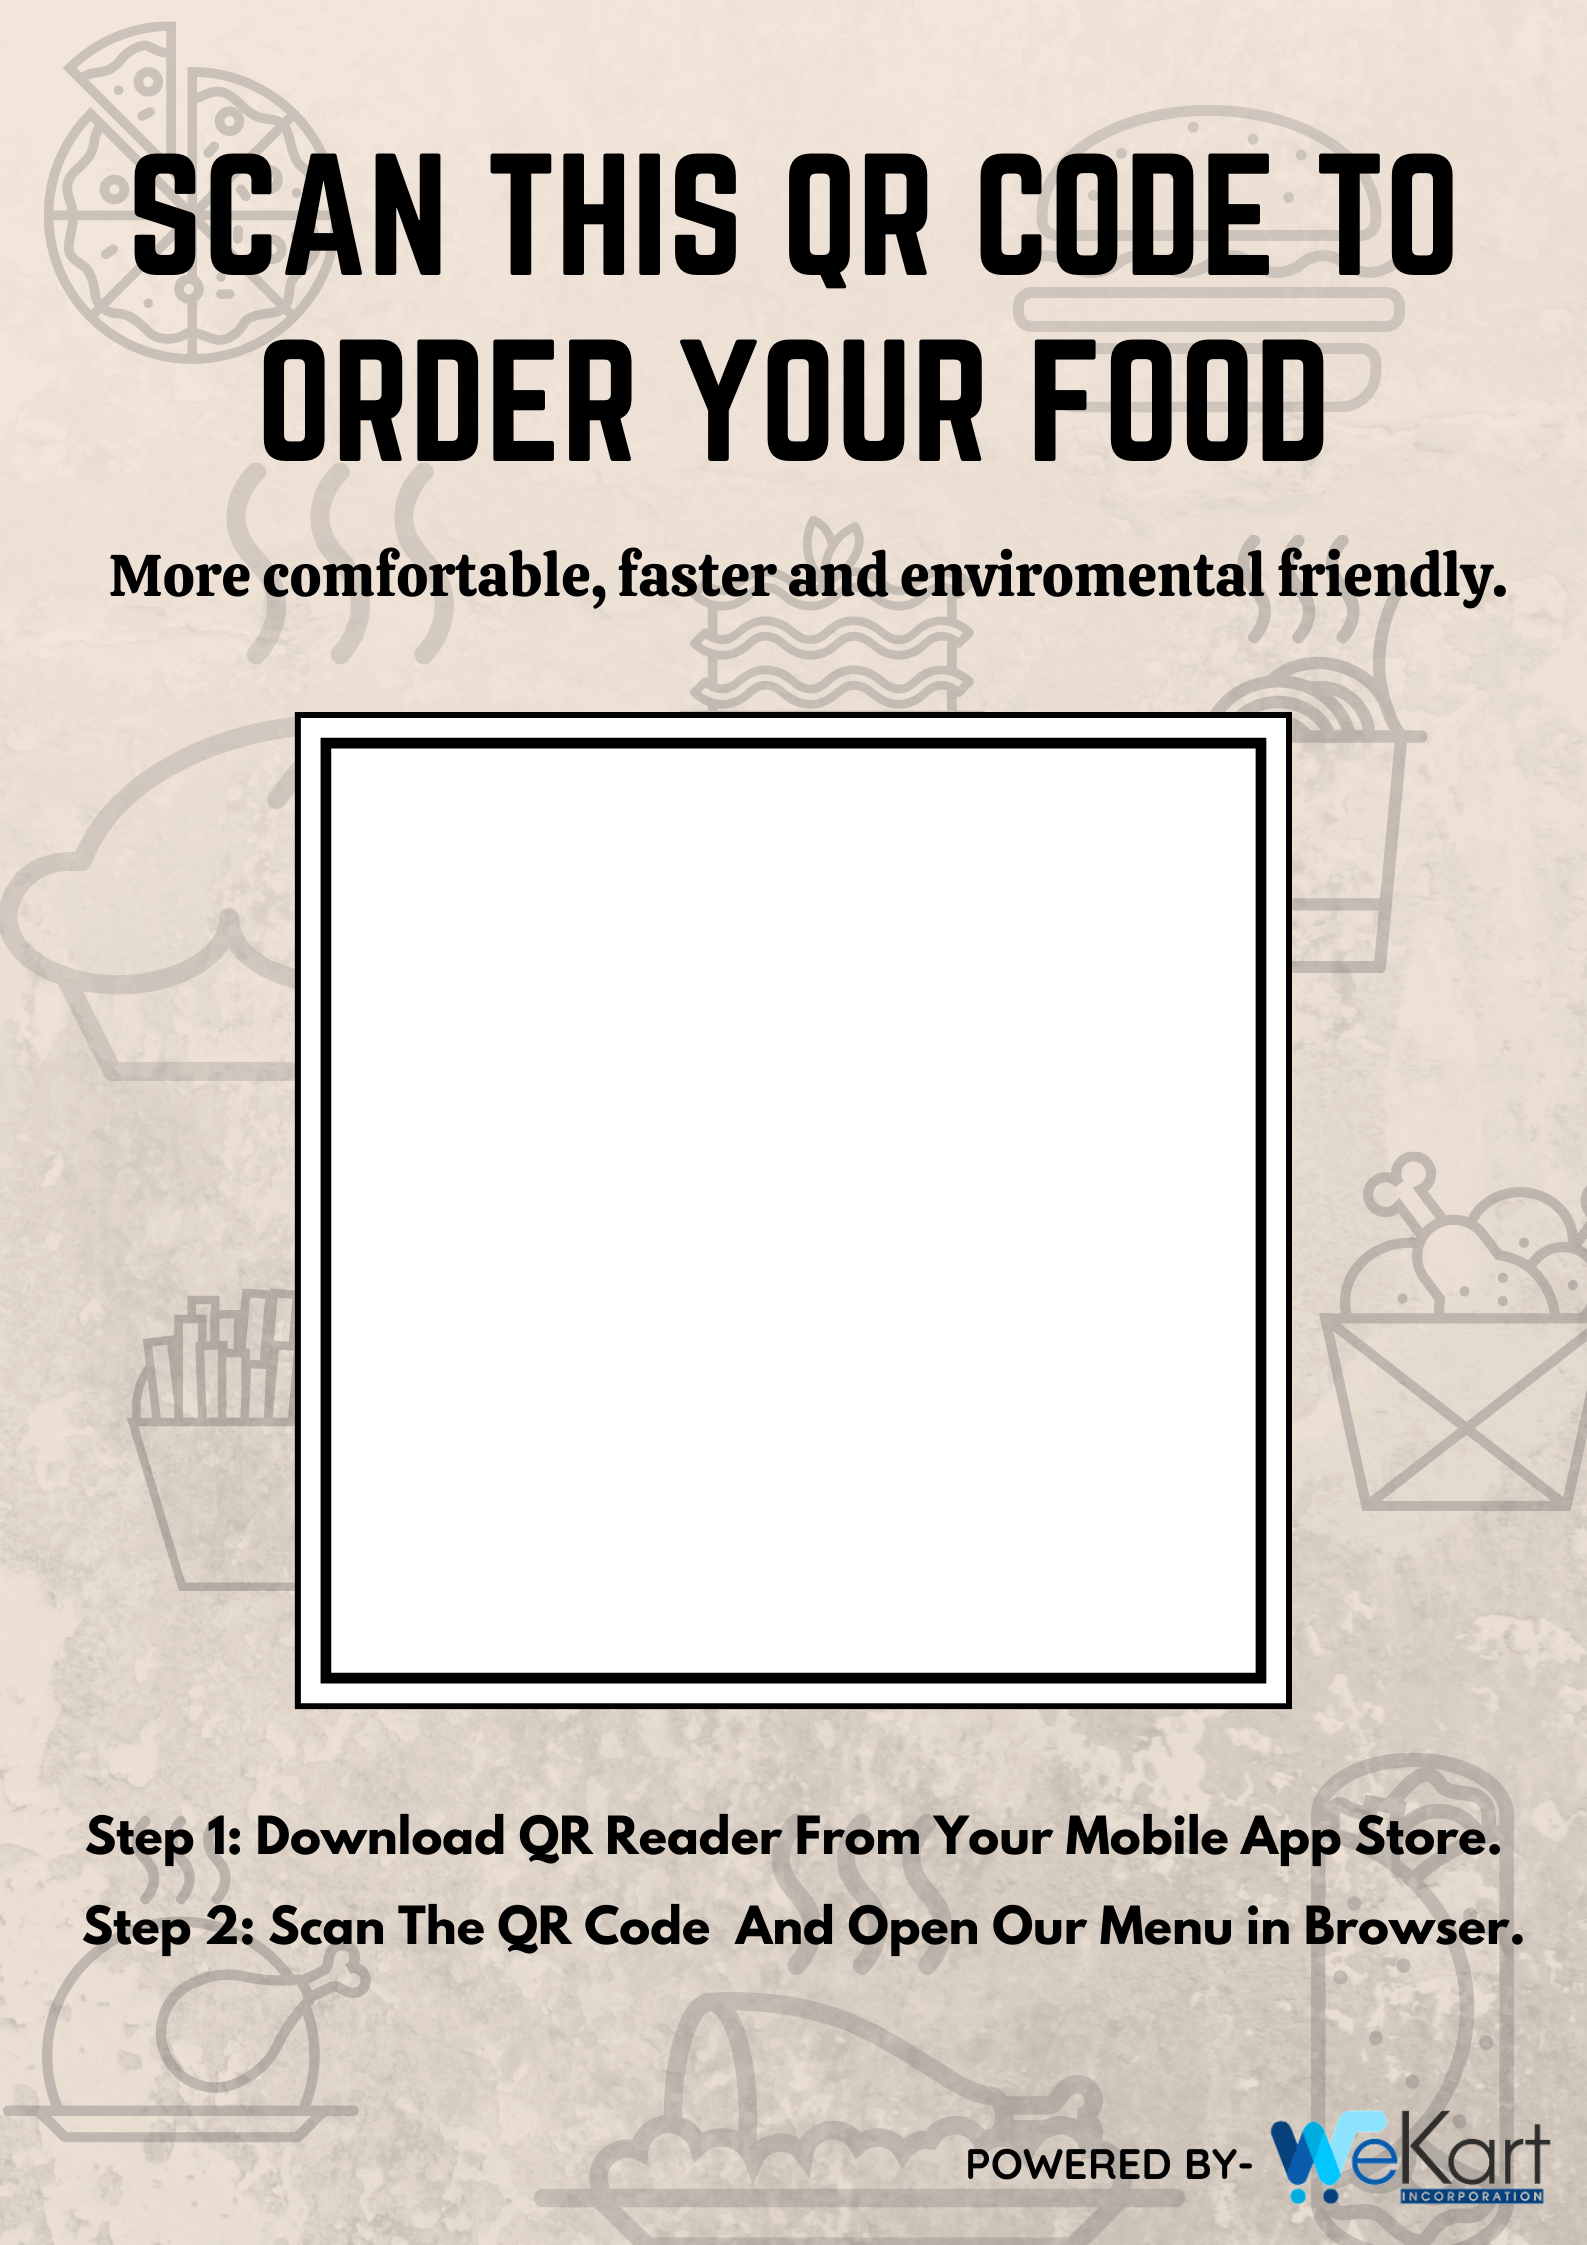 SCAN THIS QR CODE TO
ORDER YOUR FOOD
More comfortable, faster and enviromental friendly.
Step 1: Download QR Reader From Your Mobile App Store.
Step 2: Scan The QR Code And Open Our Menu in Browser.
POWERED BY- WeKart
INCORPORATION